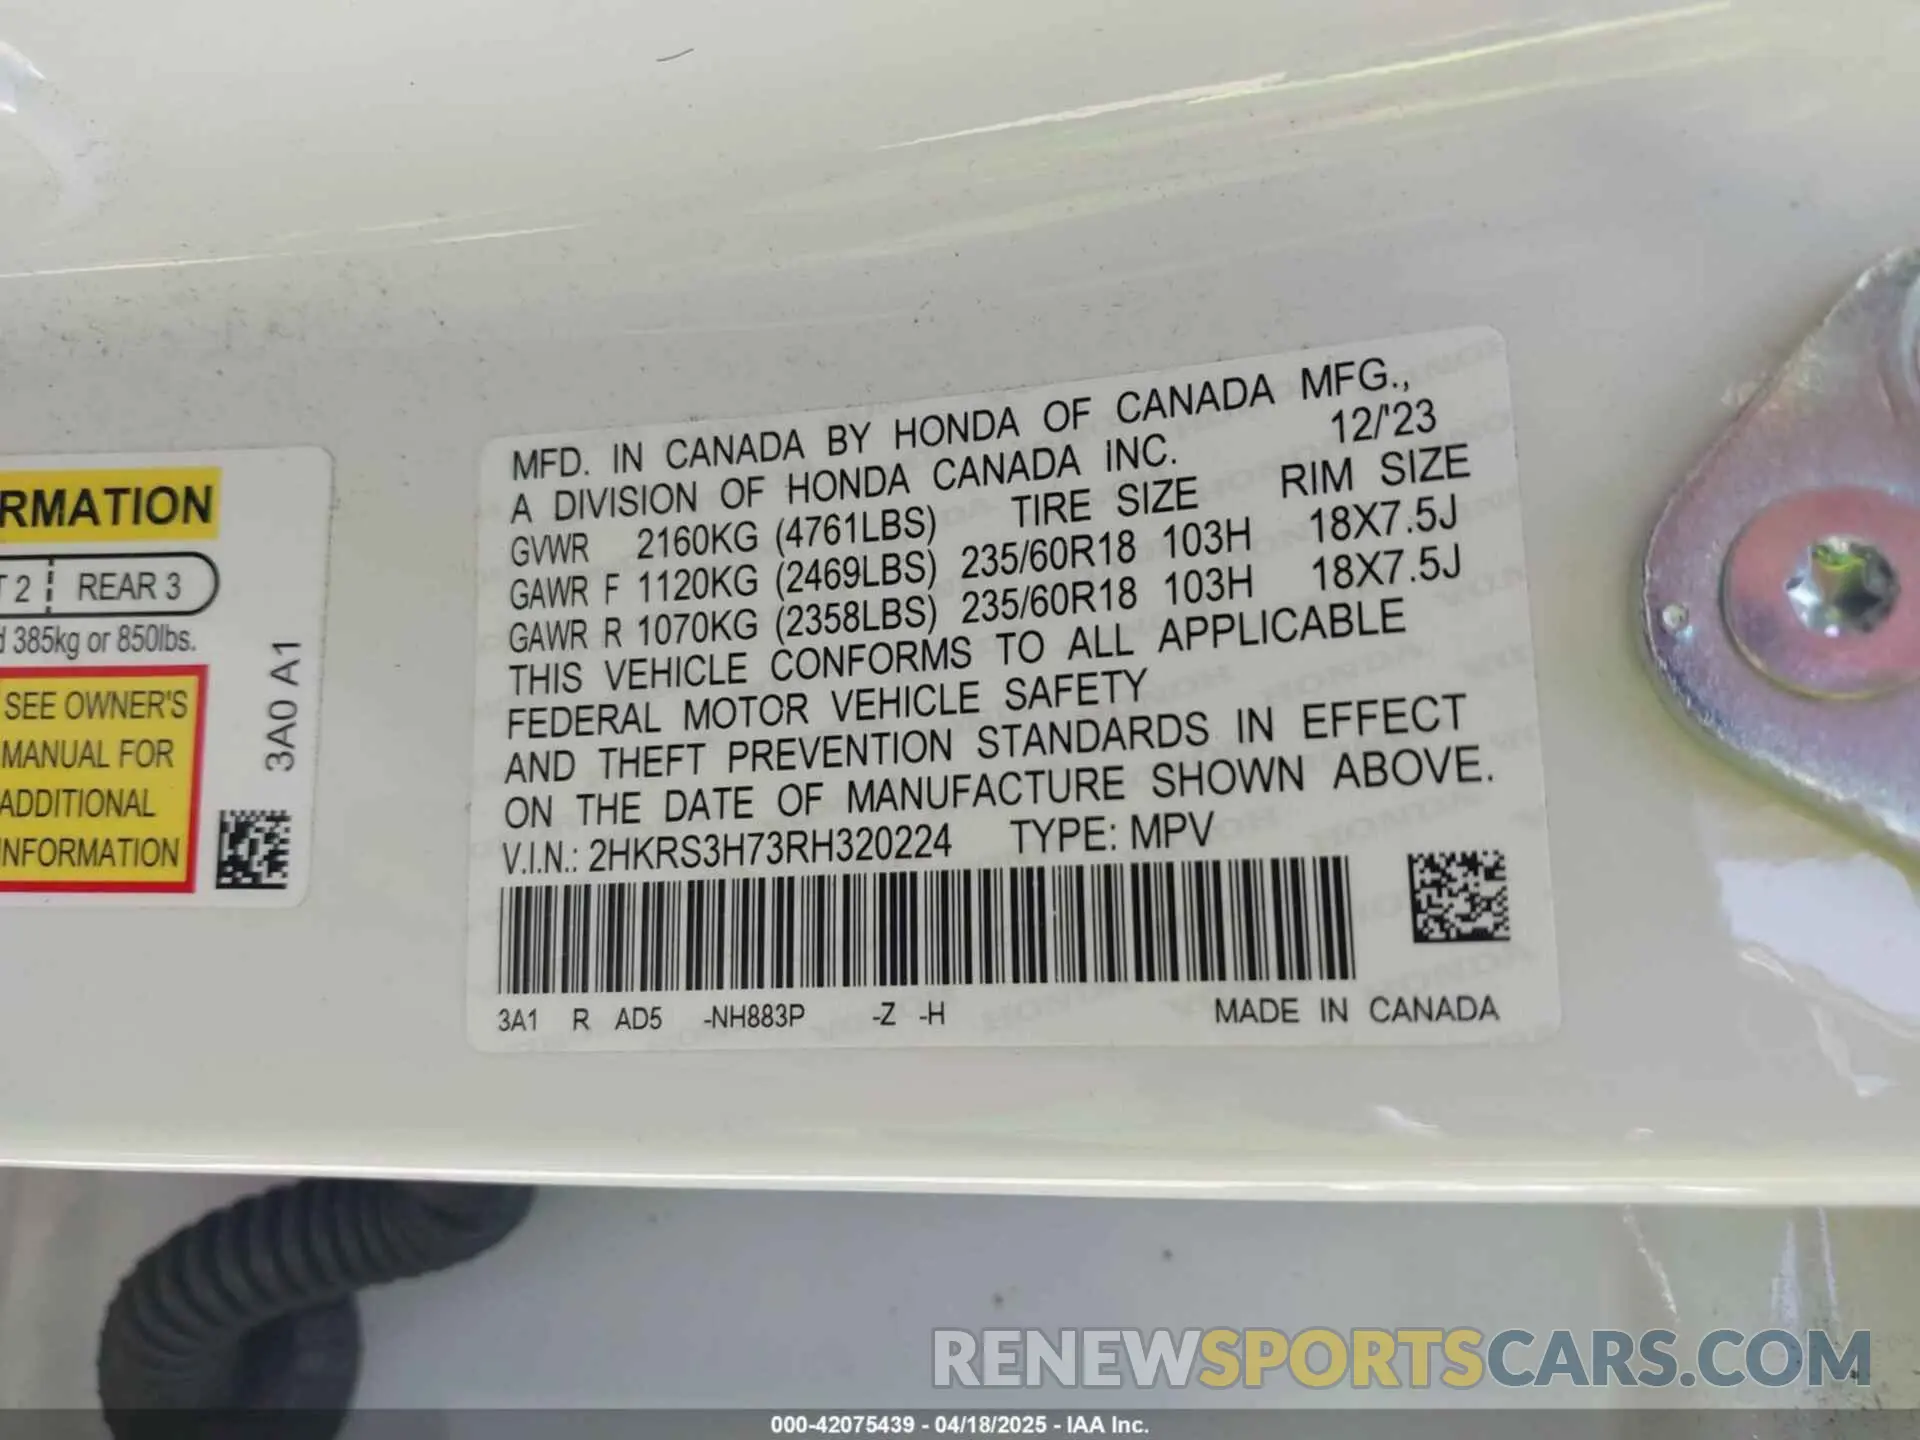 RMATION
T 2 REAR 3
d 385kg or 850lbs.
SEE OWNER'S
MANUAL FOR
ADDITIONAL
INFORMATION
3A0 A1
MFD. IN CANADA BY HONDA OF CANADA MFG.,
A DIVISION OF HONDA CANADA INC. 12/'23
GVWR 2160KG (4761LBS) TIRE SIZE RIM SIZE
GAWR F 1120KG (2469LBS) 235/60R18 103H 18X7.5J
GAWR R 1070KG (2358LBS) 235/60R18 103H 18X7.5J
THIS VEHICLE CONFORMS TO ALL APPLICABLE
FEDERAL MOTOR VEHICLE SAFETY
AND THEFT PREVENTION STANDARDS IN EFFECT
ON THE DATE OF MANUFACTURE SHOWN ABOVE.
V.I.N.: 2HKRS3H73RH320224 TYPE: MPV
3A1 R AD5 -NH883P -Z -H MADE IN CANADA
RENEWSPORTSCARS.COM
000-42075439 - 04/18/2025 - IAA Inc.